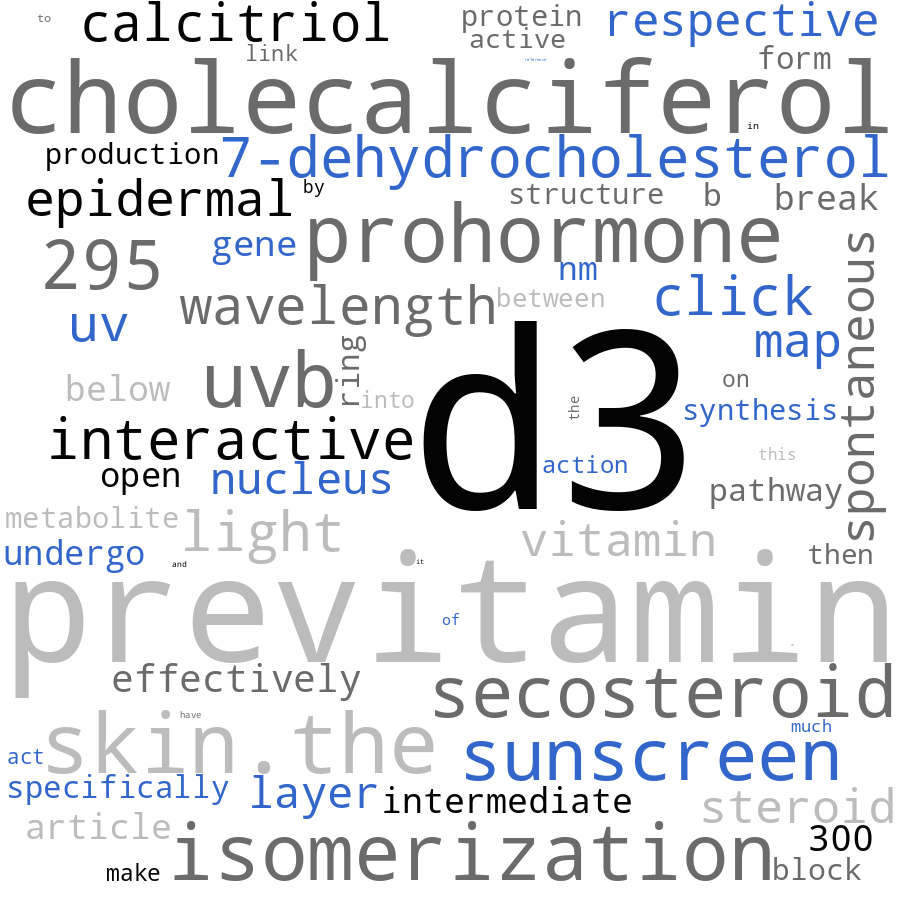 to calcitriol protein respective
link active
cholecalciferol form
in
production 7-dehydrocholesterol
epidermal by structure b break
295 gene prohormone
nm
wavelength between click
uv map
spontaneous
below uvb ring into d3 the on
synthesis
interactive this
open nucleus action pathway
metabolite light vitamin
undergo and it then
previtamin
of
effectively secosteroid
have much
act skin.the sunscreen
specifically layer intermediate steroid
article isomerization 300
make block